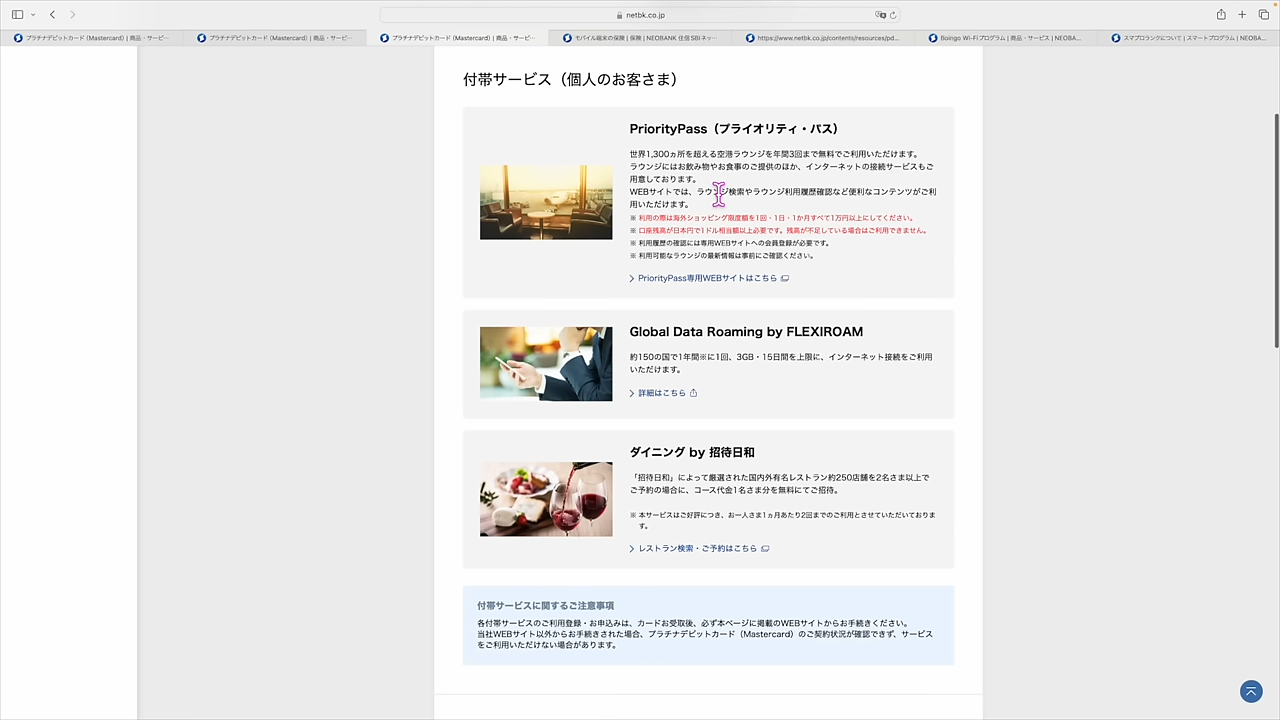 netbk.co.jp
プラチナデビットカード (Mastercard) | 商品・サービ…
プラチナデビットカード (Mastercard) | 商品・サービ…
プラチナデビットカード (Mastercard) | 商品・サービ…
モバイル端末の保険 | 保険 | NEOBANK 住信SBIネッ…
https://www.netbk.co.jp/contents/resources/pd…
Boingo Wi-Fiプログラム | 商品・サービス | NEOBA…
スマプロランクについて | スマートプログラム | NEOBA…
付帯サービス（個人のお客さま）
PriorityPass（プライオリティ・パス）
世界1,300ヵ所を超える空港ラウンジを年間3回まで無料でご利用いただけます。
ラウンジにはお飲み物やお食事のご提供のほか、インターネットの接続サービスもご
用意しております。
WEBサイトでは、ラウンジ検索やラウンジ利用履歴確認など便利なコンテンツがご利
用いただけます。
※ 利用の際は海外ショッピング限度額を1回・1日・1か月すべて1万円以上にしてください。
※ 口座残高が日本円で1ドル相当額以上必要です。残高が不足している場合はご利用できません。
※ 利用履歴の確認には専用WEBサイトへの会員登録が必要です。
※ 利用可能なラウンジの最新情報は事前にご確認ください。
PriorityPass専用WEBサイトはこちら
Global Data Roaming by FLEXIROAM
約150の国で1年間※に1回、3GB・15日間を上限に、インターネット接続をご利用
いただけます。
詳細はこちら
ダイニング by 招待日和
「招待日和」によって厳選された国内外有名レストラン約250店舗を2名さま以上で
ご予約の場合に、コース代金1名さま分を無料にてご招待。
※ 本サービスはご好評につき、お一人さま1ヵ月あたり2回までのご利用とさせていただいておりま
す。
レストラン検索・ご予約はこちら
付帯サービスに関するご注意事項
各付帯サービスのご利用登録・お申込みは、カードお受取後、必ず本ページに掲載のWEBサイトからお手続きください。
当社WEBサイト以外からお手続きされた場合、プラチナデビットカード（Mastercard）のご契約状況が確認できず、サービス
をご利用いただけない場合があります。